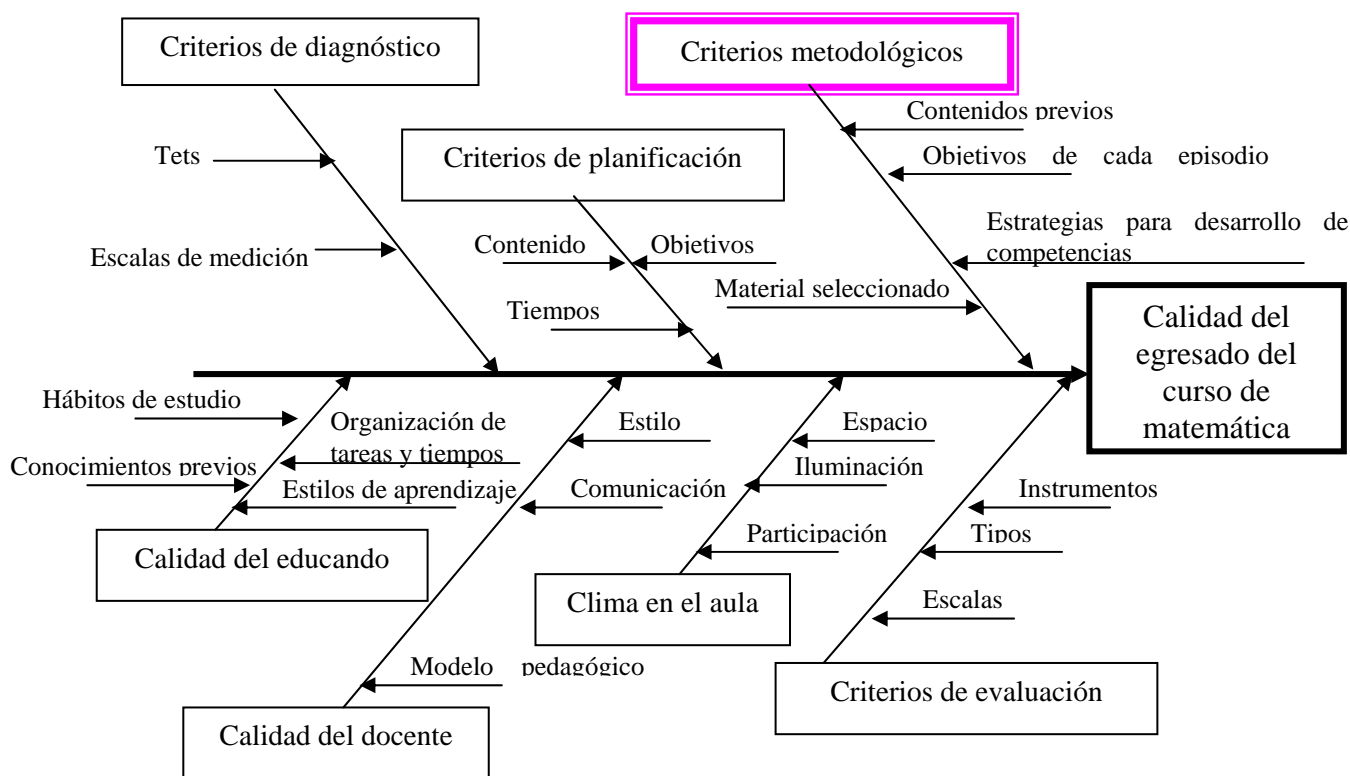 Criterios de diagnóstico
Criterios metodológicos
Contenidos previos
Tets
Criterios de planificación
Objetivos de cada episodio
Estrategias para desarrollo de
competencias
Escalas de medición
Contenido
Objetivos
Material seleccionado
Tiempos
Calidad del
egresado del
curso de
matemática
Hábitos de estudio
Organización de
tareas y tiempos
Estilo
Espacio
Conocimientos previos
Estilos de aprendizaje
Comunicación
Iluminación
Instrumentos
Calidad del educando
Participación
Tipos
Clima en el aula
Escalas
Modelo pedagógico
Criterios de evaluación
Calidad del docente